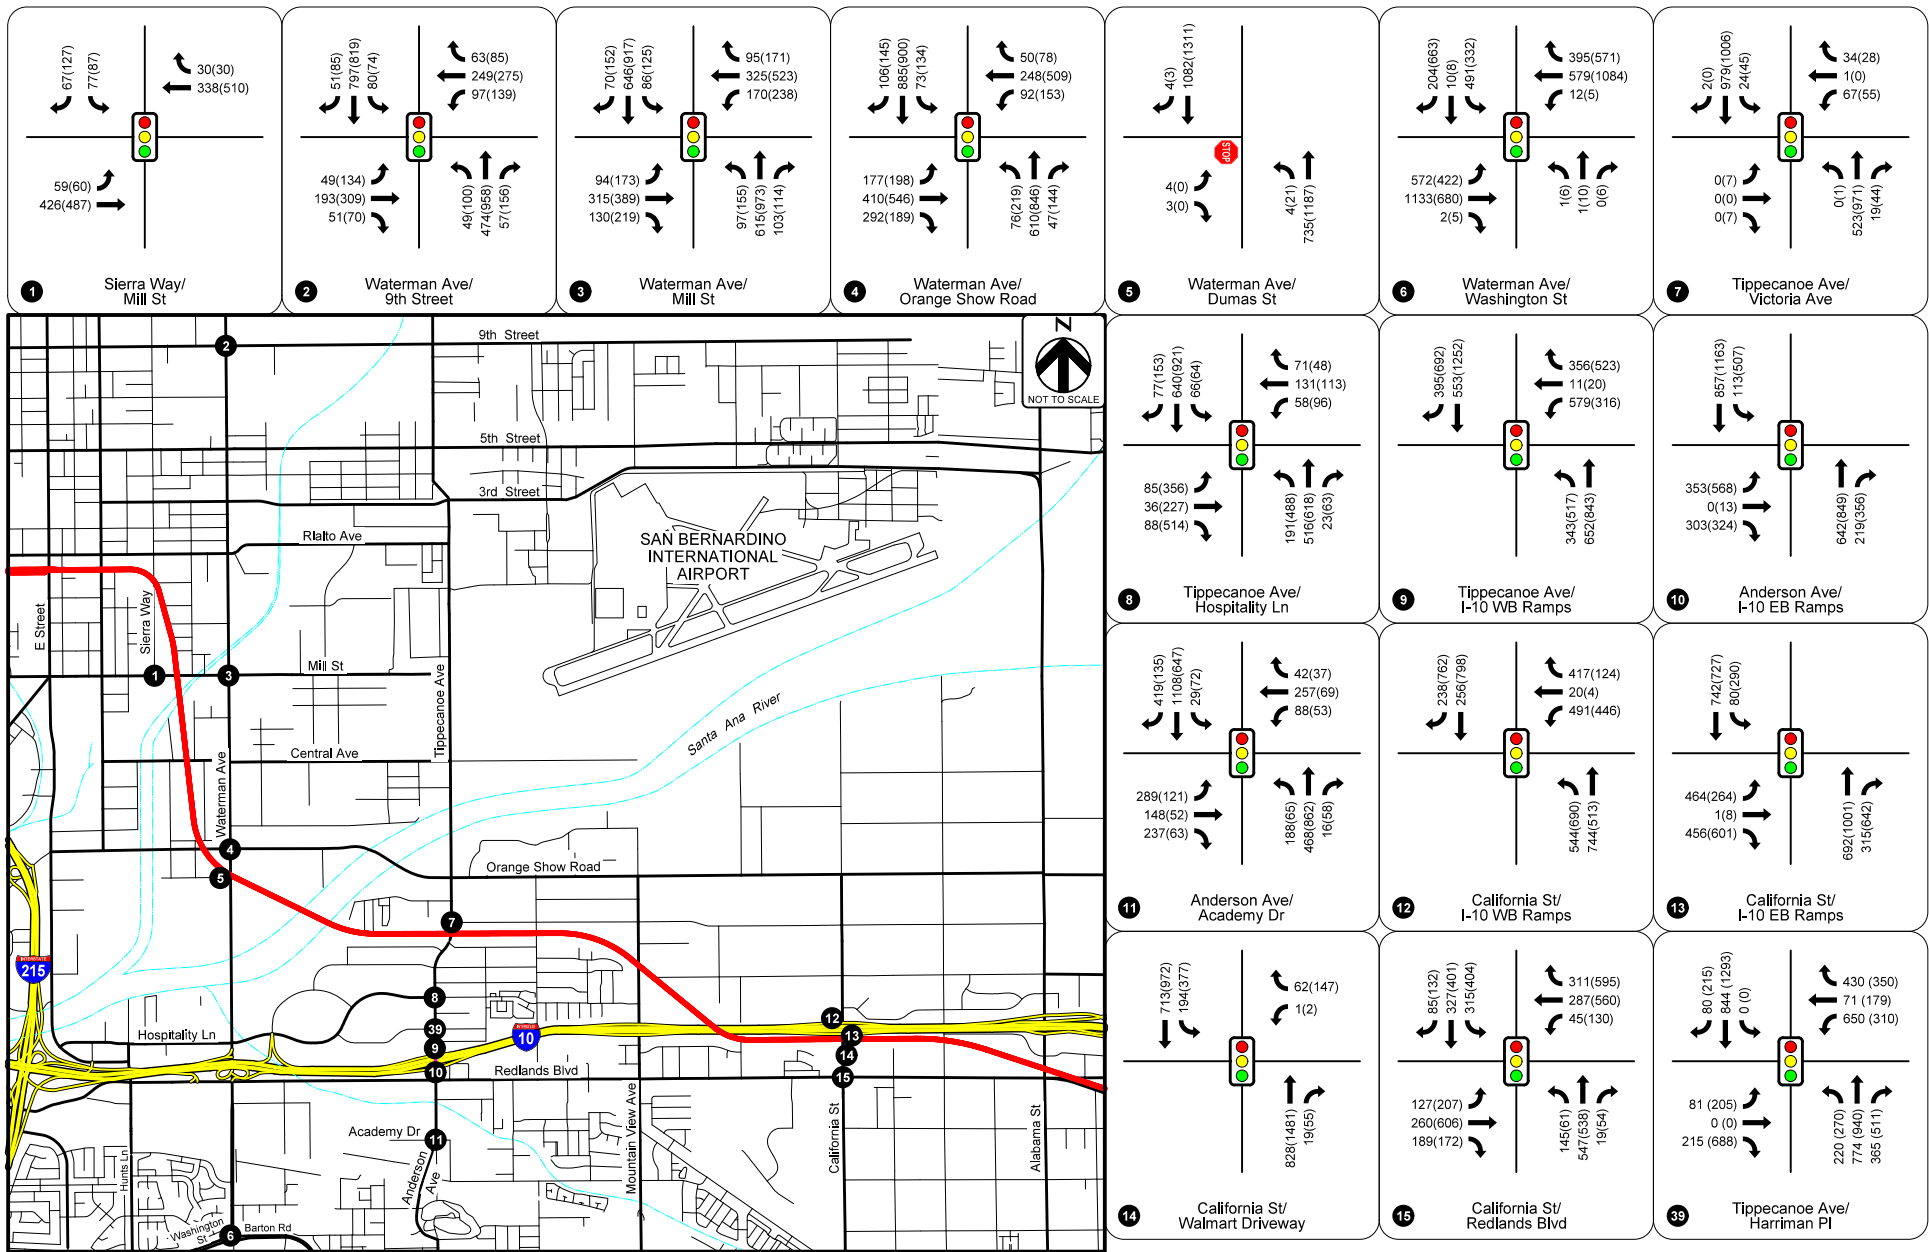 67(127)
77(87)
30(30)
338(510)
59(60)
426(487)
1
Sierra Way/
Mill St
51(85)
797(819)
80(74)
63(85)
249(275)
97(139)
49(134)
193(309)
51(70)
49(100)
474(958)
57(156)
2
Waterman Ave/
9th Street
70(152)
646(917)
86(125)
95(171)
325(523)
170(238)
94(173)
315(389)
130(219)
97(155)
615(973)
103(114)
3
Waterman Ave/
Mill St
106(145)
885(900)
73(134)
50(78)
248(509)
92(153)
177(198)
410(546)
292(189)
76(219)
610(846)
47(144)
4
Waterman Ave/
Orange Show Road
4(3)
1082(1311)
STOP
4(0)
3(0)
4(21)
735(1187)
5
Waterman Ave/
Dumas St
204(663)
10(8)
491(332)
395(571)
579(1084)
12(5)
572(422)
1133(680)
2(5)
1(6)
1(10)
0(6)
6
Waterman Ave/
Washington St
2(0)
979(1006)
24(45)
34(28)
1(0)
67(55)
0(7)
0(0)
0(7)
0(1)
523(971)
19(44)
7
Tippecanoe Ave/
Victoria Ave
77(153)
640(921)
66(64)
71(48)
131(113)
58(96)
85(356)
36(227)
88(514)
191(488)
516(618)
23(63)
8
Tippecanoe Ave/
Hospitality Ln
395(692)
553(1252)
356(523)
11(20)
579(316)
343(517)
652(843)
9
Tippecanoe Ave/
I-10 WB Ramps
857(1163)
113(507)
353(568)
0(13)
303(324)
642(849)
219(356)
10
Anderson Ave/
I-10 EB Ramps
419(135)
1108(647)
29(72)
42(37)
257(69)
88(53)
289(121)
148(52)
237(63)
188(65)
468(862)
16(58)
11
Anderson Ave/
Academy Dr
238(762)
256(798)
417(124)
20(4)
491(446)
544(690)
744(513)
12
California St/
I-10 WB Ramps
742(727)
80(290)
464(264)
1(8)
456(601)
692(1001)
315(642)
13
California St/
I-10 EB Ramps
713(972)
194(377)
62(147)
1(2)
828(1481)
19(55)
14
California St/
Walmart Driveway
85(132)
327(401)
315(404)
311(595)
287(560)
45(130)
127(207)
260(606)
189(172)
145(61)
547(538)
19(54)
15
California St/
Redlands Blvd
80 (215)
844 (1293)
0 (0)
430 (350)
71 (179)
650 (310)
81 (205)
0 (0)
215 (688)
220 (270)
774 (940)
365 (511)
39
Tippecanoe Ave/
Harriman Pl
N
NOT TO SCALE
2
9th Street
5th Street
3rd Street
Rialto Ave
SAN BERNARDINO
INTERNATIONAL
AIRPORT
E Street
Sierra Way
Mill St
1
3
Tippecanoe Ave
Santa Ana River
Central Ave
Waterman Ave
4
Orange Show Road
5
7
INTERSTATE
215
8
Hospitality Ln
39
9
10
INTERSTATE
10
12
13
14
15
Redlands Blvd
Academy Dr
11
Anderson
Ave
Mountain View Ave
California St
Alabama St
Hunts Ln
Washington
St
6
Barton Rd